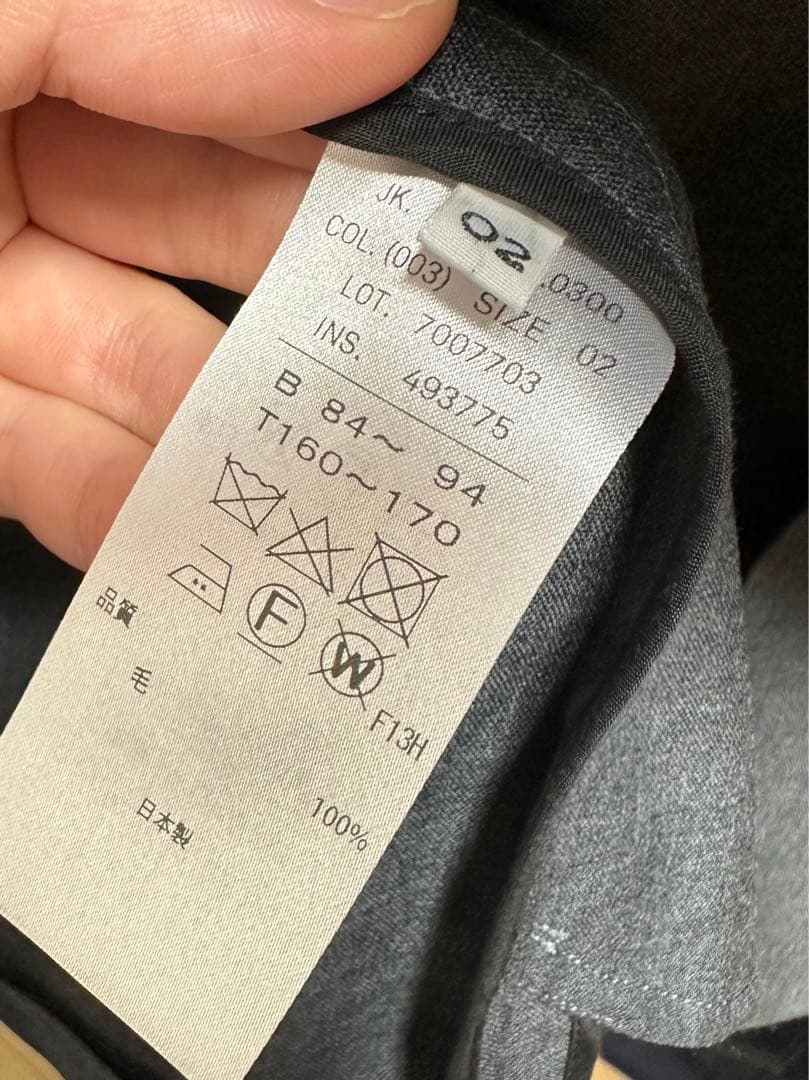 JK. .0300
02
COL. (003) SIZE 02
LOT. 7007703
INS. 493775
B 84～ 94
T160～170
F
W
F13H
品質
毛 100%
日本製